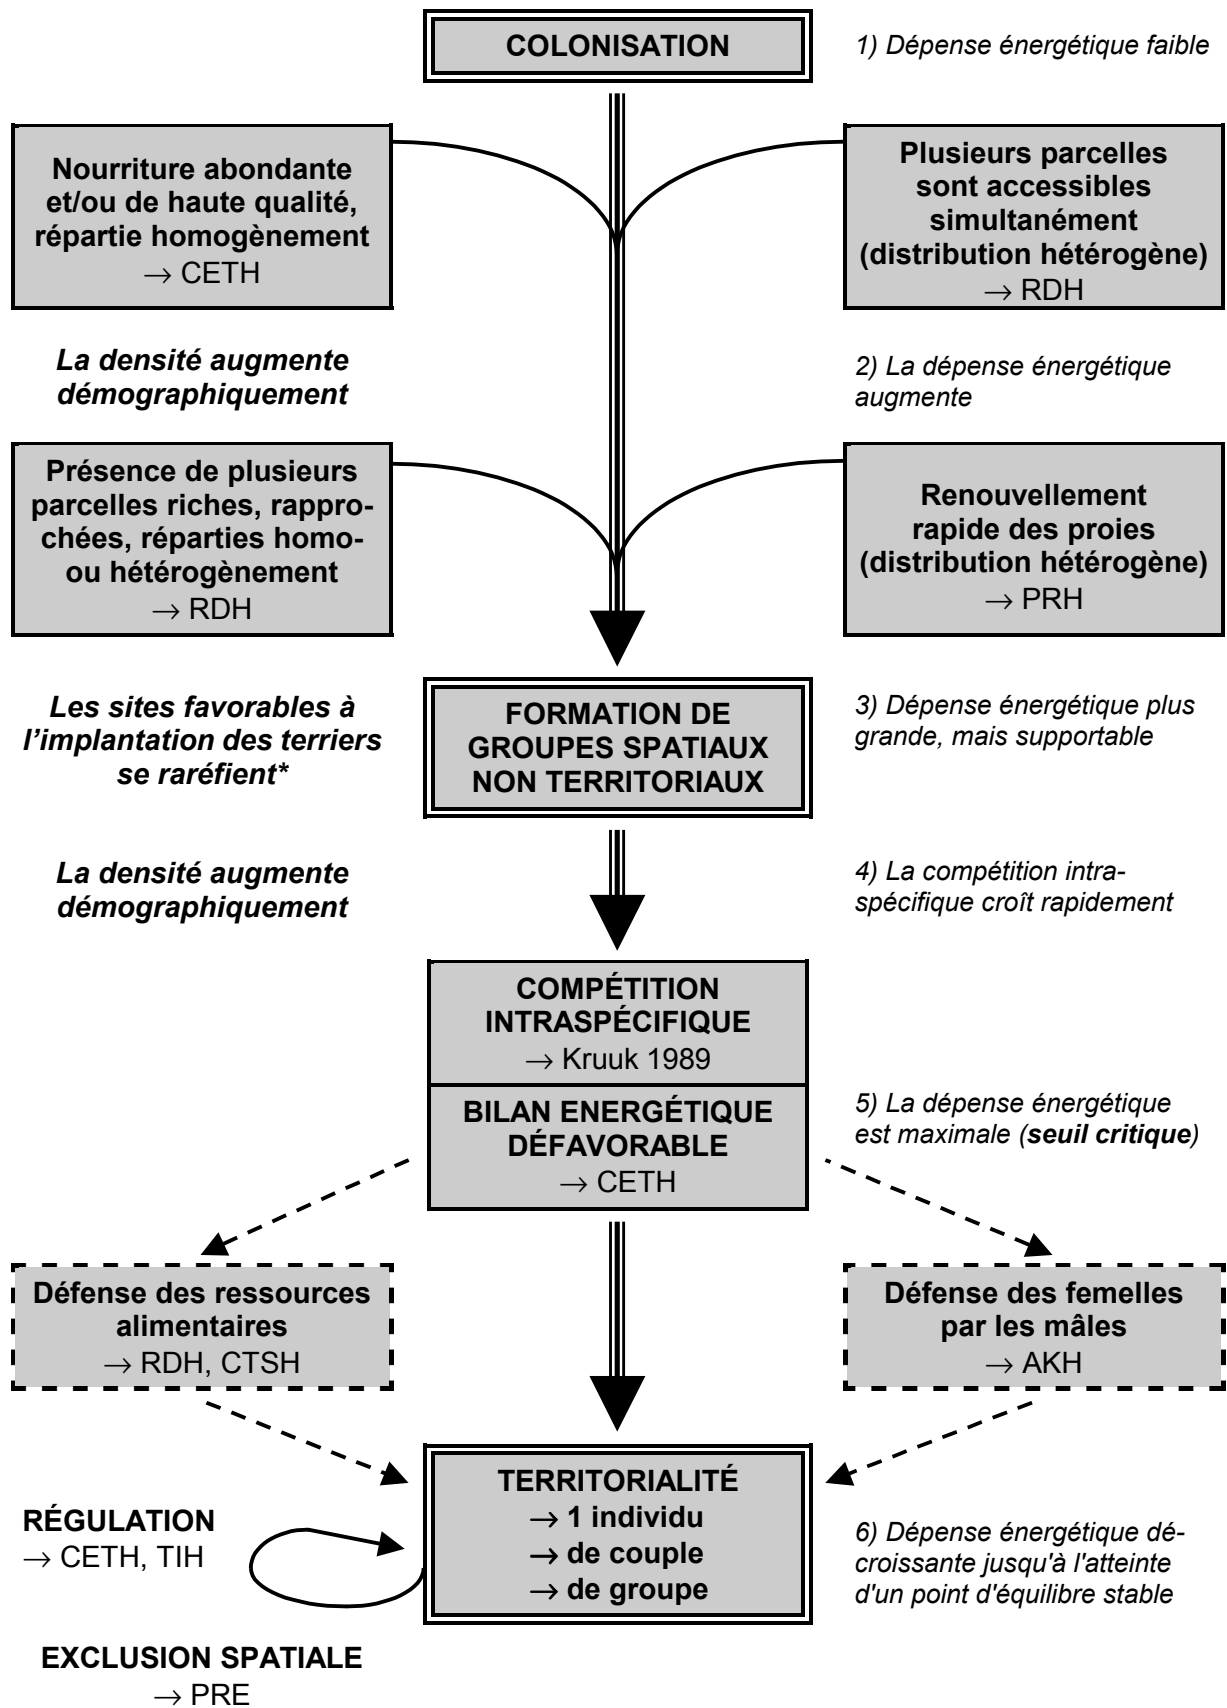 COLONISATION
1) Dépense énergétique faible
Nourriture abondante
et/ou de haute qualité,
répartie homogènement
→ CETH
Plusieurs parcelles
sont accessibles
simultanément
(distribution hétérogène)
→ RDH
La densité augmente
démographiquement
2) La dépense énergétique
augmente
Présence de plusieurs
parcelles riches, rappro-
chées, réparties homo-
ou hétérogènement
→ RDH
Renouvellement
rapide des proies
(distribution hétérogène)
→ PRH
Les sites favorables à
l’implantation des terriers
se raréfient*
FORMATION DE
GROUPES SPATIAUX
NON TERRITORIAUX
3) Dépense énergétique plus
grande, mais supportable
La densité augmente
démographiquement
4) La compétition intra-
spécifique croît rapidement
COMPÉTITION
INTRASPÉCIFIQUE
→ Kruuk 1989
BILAN ENERGÉTIQUE
DÉFAVORABLE
→ CETH
5) La dépense énergétique
est maximale (seuil critique)
Défense des ressources
alimentaires
→ RDH, CTSH
Défense des femelles
par les mâles
→ AKH
TERRITORIALITÉ
→ 1 individu
→ de couple
→ de groupe
RÉGULATION
→ CETH, TIH
6) Dépense énergétique dé-
croissante jusqu'à l'atteinte
d'un point d'équilibre stable
EXCLUSION SPATIALE
→ PRE